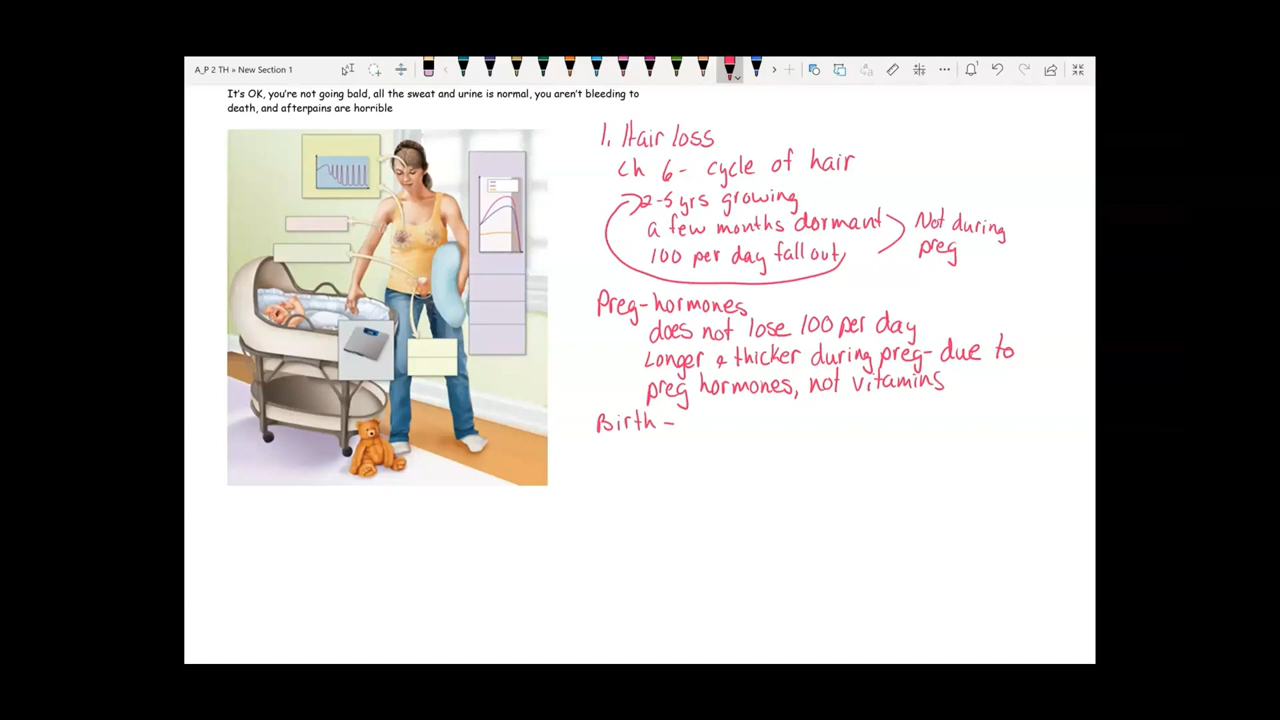 A_P 2 TH » New Section 1
It's OK, you're not going bald, all the sweat and urine is normal, you aren't bleeding to
death, and afterpains are horrible
1. Hair loss
Ch 6- cycle of hair
2-5 yrs growing
a few months dormant
100 per day fall out
Not during
preg
Preg-hormones
does not lose 100 per day
Longer & thicker during preg- due to
preg hormones, not vitamins
Birth -